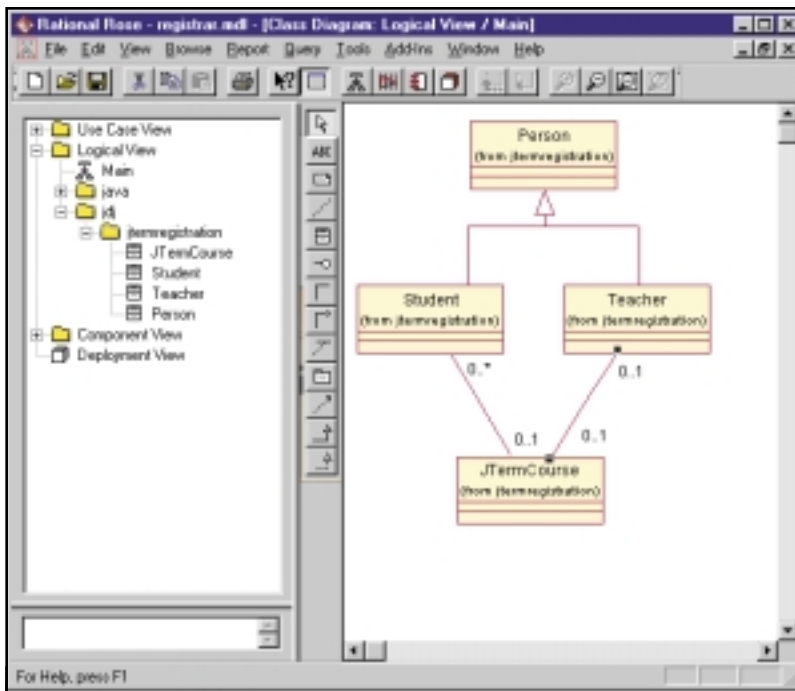 Rational Rose - registrar.mdl - [Class Diagram: Logical View / Main]
File Edit View Browse Report Query Tools Add-Ins Window Help
ABC
Use Case View
Logical View
Main
java
jdj
jtermregistration
JTermCourse
Student
Teacher
Person
Component View
Deployment View
Person
(from jtermregistration)
Student
(from jtermregistration)
Teacher
(from jtermregistration)
0..*
0..1
0..1
0..1
JTermCourse
(from jtermregistration)
For Help, press F1